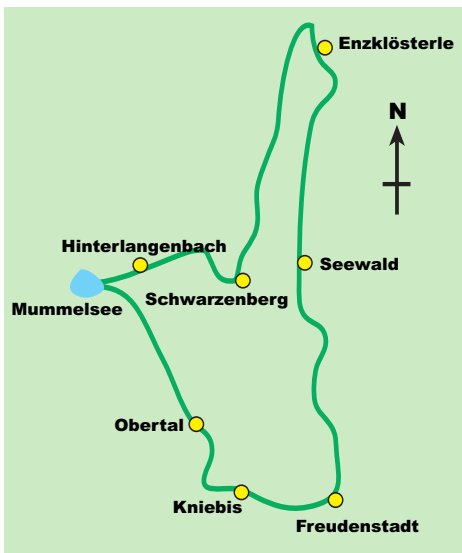 Enzklösterle
N
Hinterlangenbach
Seewald
Schwarzenberg
Mummelsee
Obertal
Kniebis
Freudenstadt